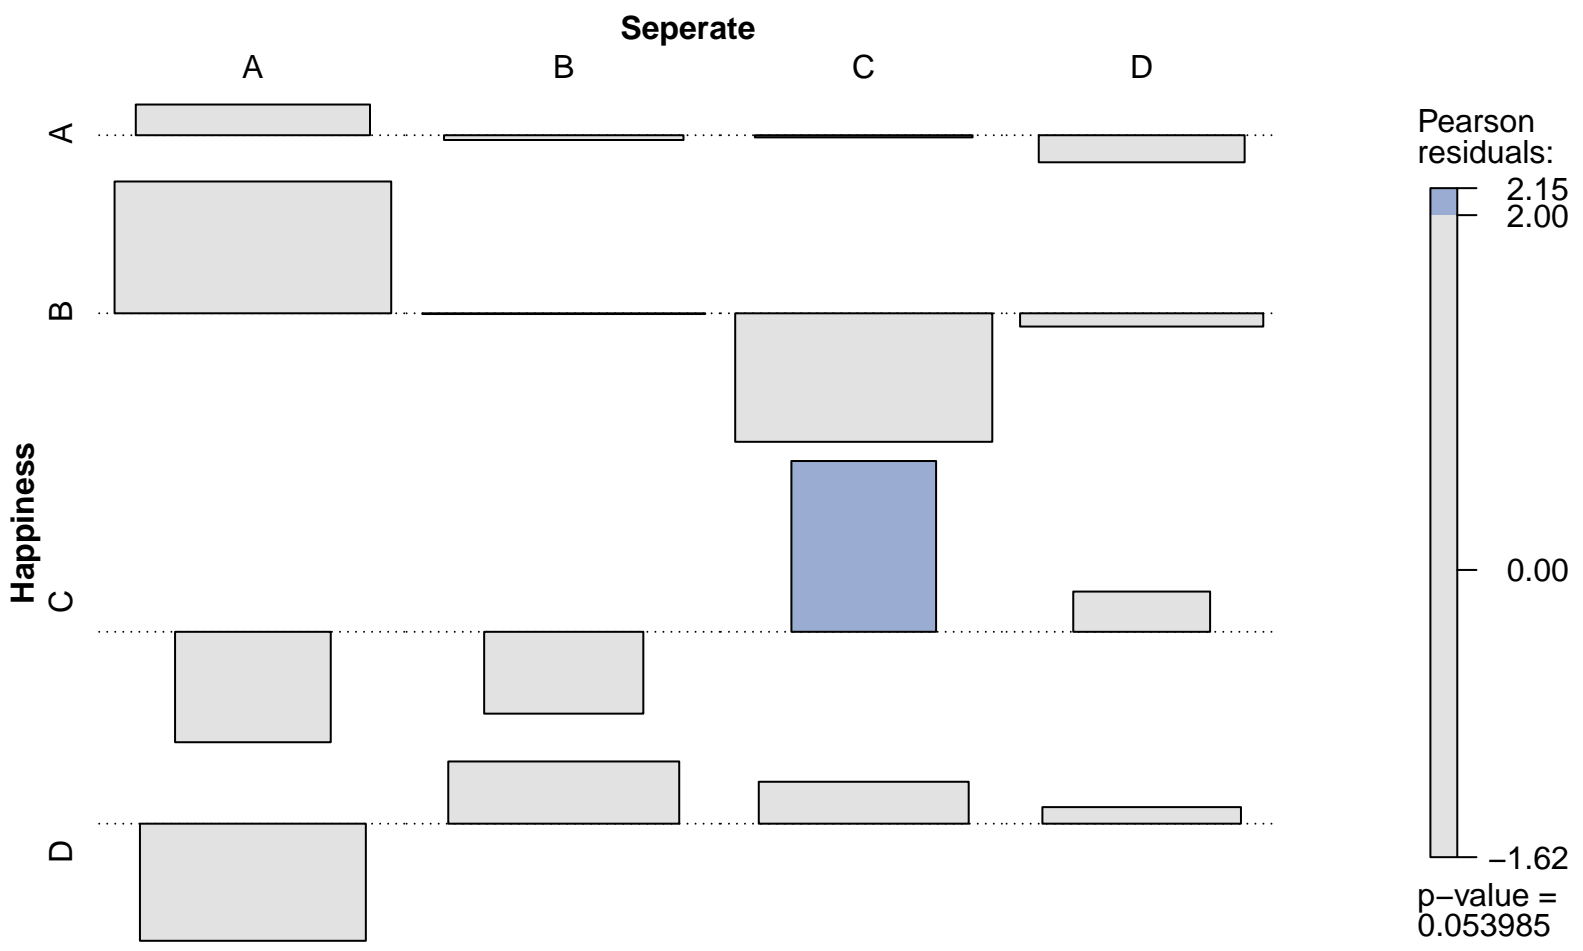 Seperate
A B C D
A
B
C
D
Happiness
Pearson
residuals:
2.15
2.00
0.00
−1.62
p−value =
0.053985